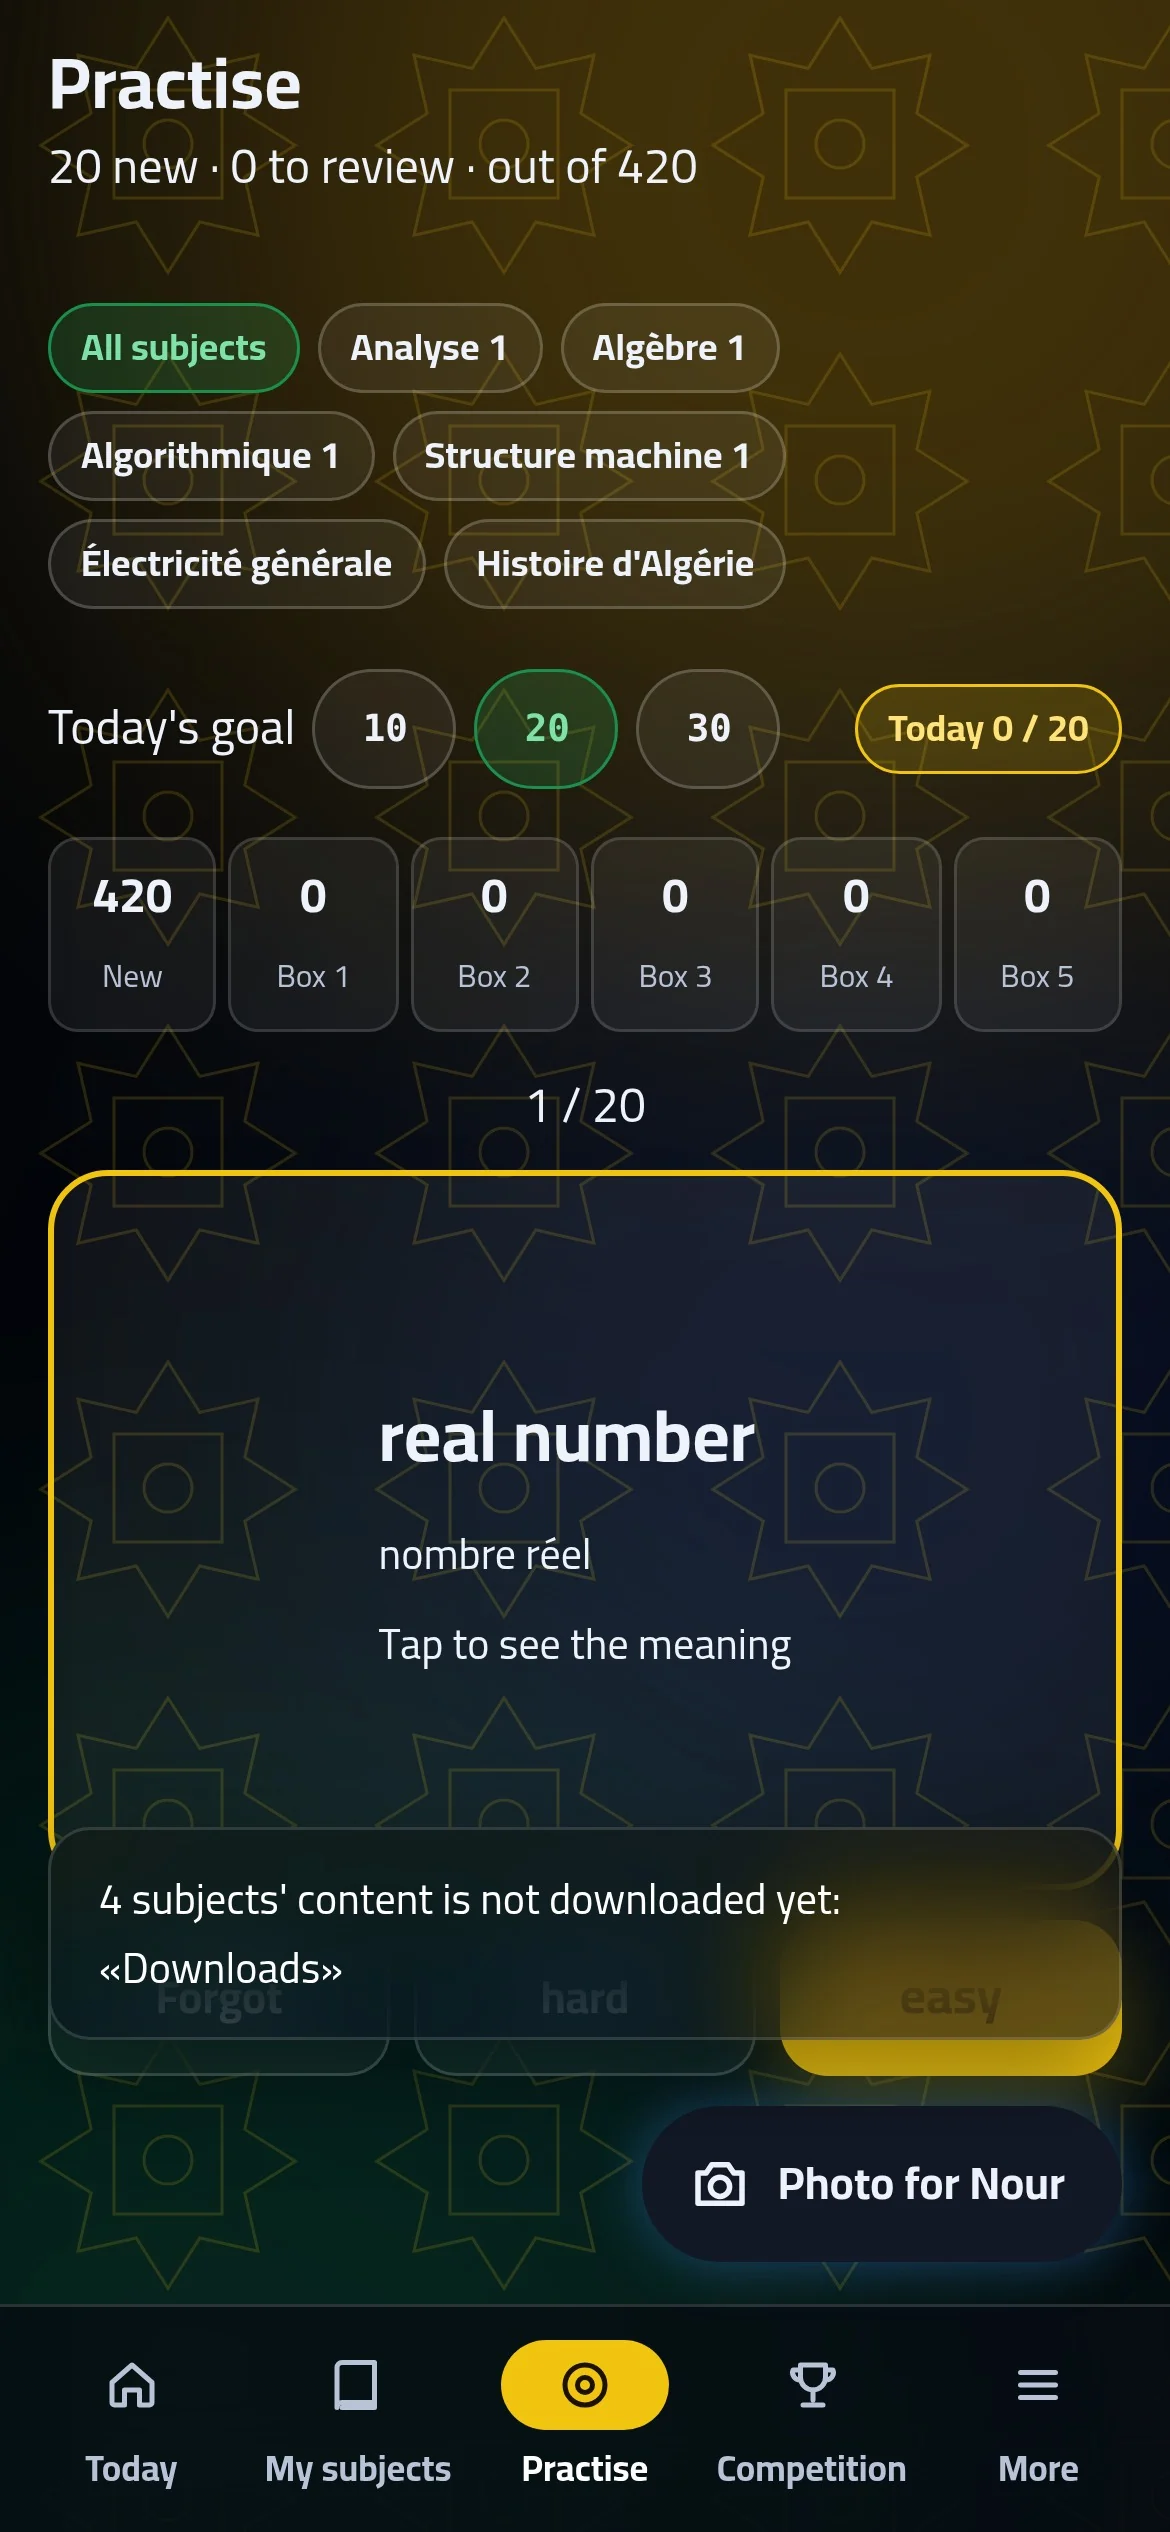 Practise
20 new · 0 to review · out of 420
All subjects
Analyse 1
Algèbre 1
Algorithmique 1
Structure machine 1
Électricité générale
Histoire d'Algérie
Today's goal
10
20
30
Today 0 / 20
420
New
0
Box 1
0
Box 2
0
Box 3
0
Box 4
0
Box 5
1 / 20
real number
nombre réel
Tap to see the meaning
4 subjects' content is not downloaded yet:
«Downloads»
Forgot
hard
easy
Photo for Nour
Today
My subjects
Practise
Competition
More